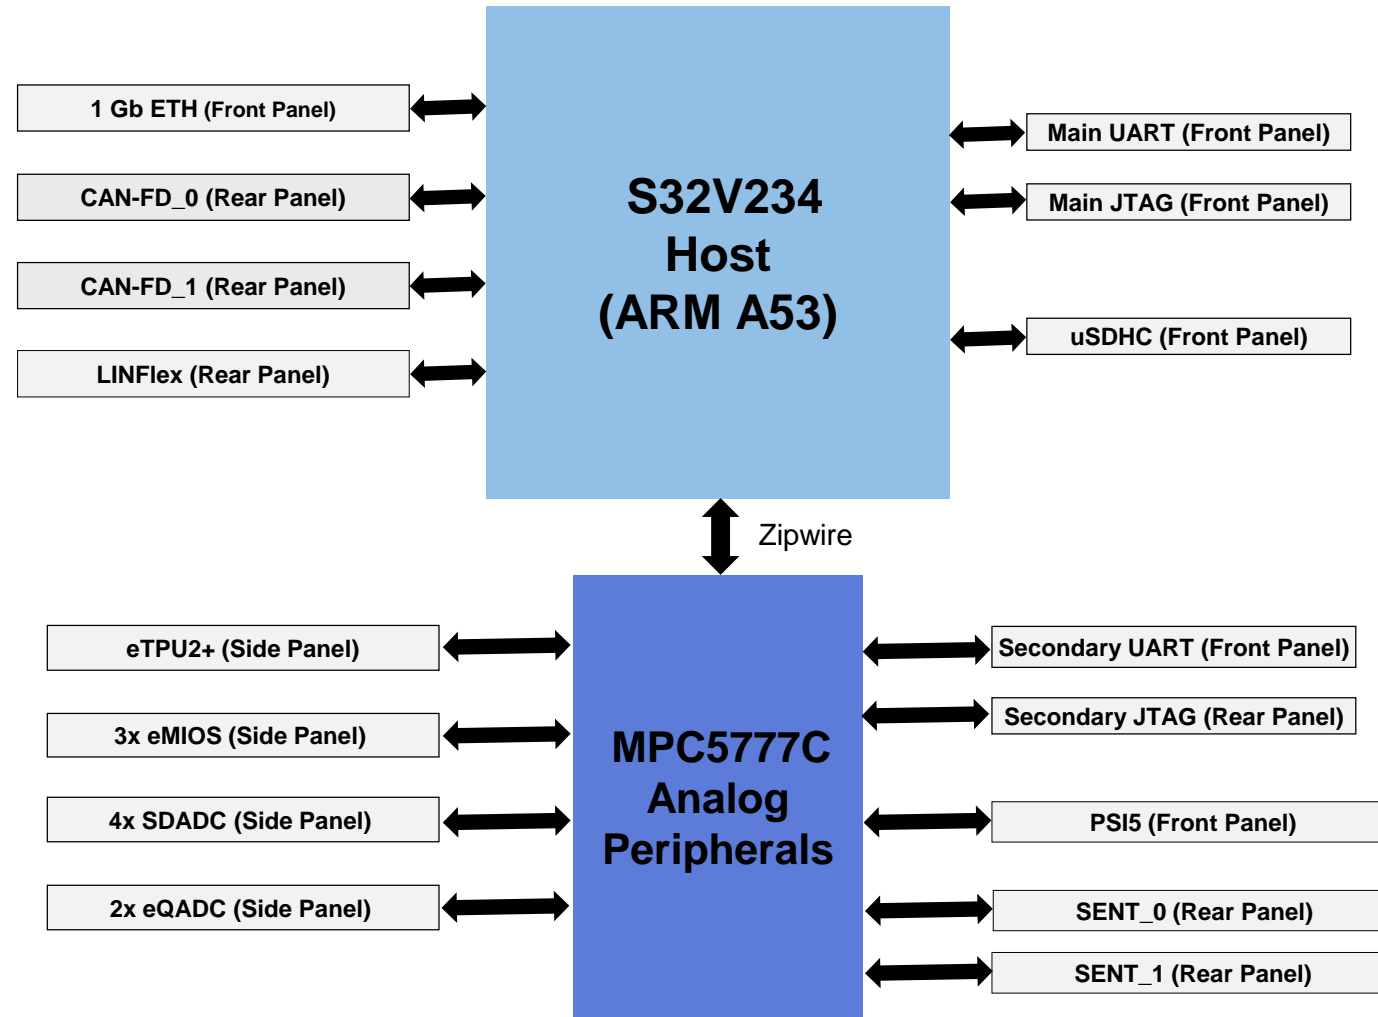 1 Gb ETH (Front Panel)
CAN-FD_0 (Rear Panel)
CAN-FD_1 (Rear Panel)
LINFlex (Rear Panel)
S32V234
Host
(ARM A53)
Main UART (Front Panel)
Main JTAG (Front Panel)
uSDHC (Front Panel)
Zipwire
eTPU2+ (Side Panel)
3x eMIOS (Side Panel)
4x SDADC (Side Panel)
2x eQADC (Side Panel)
MPC5777C
Analog
Peripherals
Secondary UART (Front Panel)
Secondary JTAG (Rear Panel)
PSI5 (Front Panel)
SENT_0 (Rear Panel)
SENT_1 (Rear Panel)